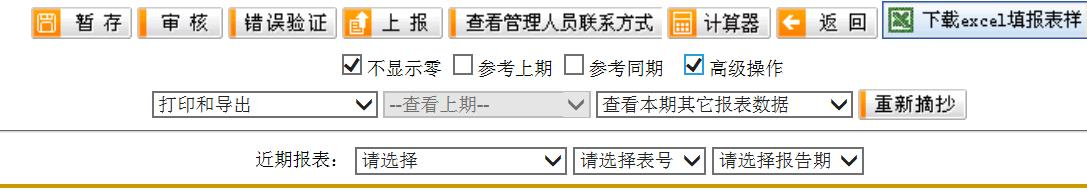 暂存 审核 错误验证 上报 查看管理人员联系方式 计算器 返回 下载excel填报表样
不显示零 参考上期 参考同期 高级操作
打印和导出 --查看上期-- 查看本期其它报表数据 重新摘抄
近期报表： 请选择 请选择表号 请选择报告期